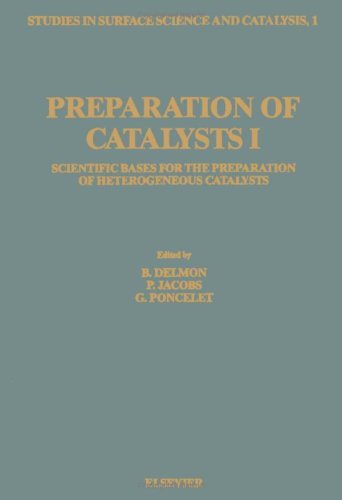 STUDIES IN SURFACE SCIENCE AND CATALYSIS, 1
PREPARATION OF
CATALYSTS I
SCIENTIFIC BASES FOR THE PREPARATION
OF HETEROGENEOUS CATALYSTS
Edited by
B. DELMON
P. JACOBS
G. PONCELET
ELSEVIER